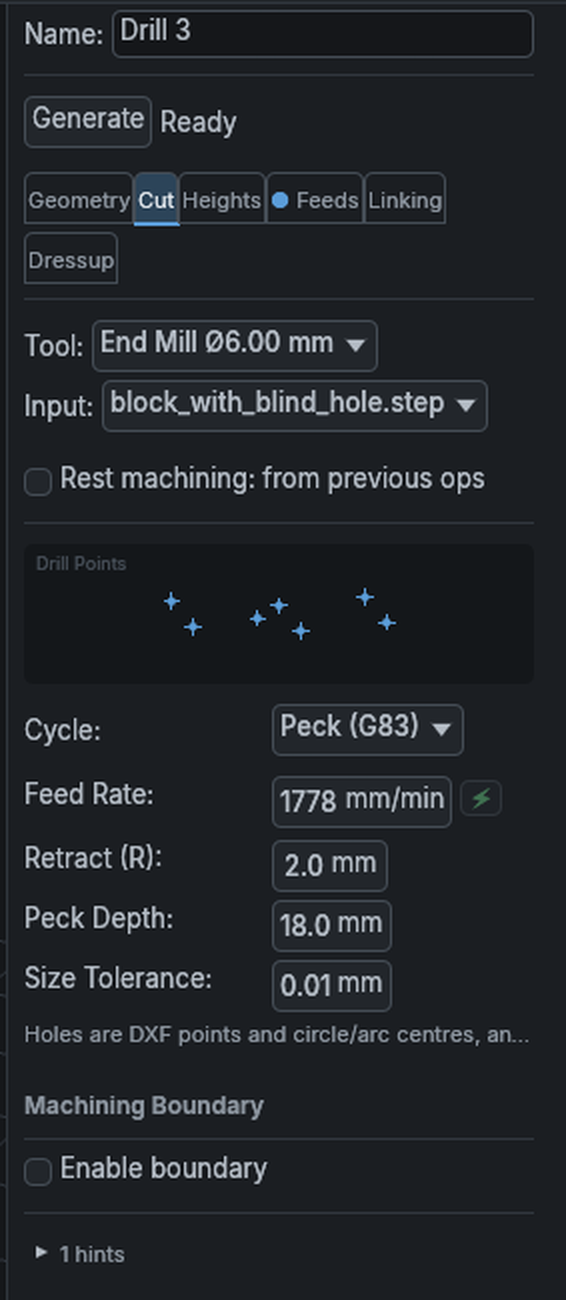 Name: Drill 3
Generate Ready
Geometry Cut Heights Feeds Linking
Dressup
Tool: End Mill Ø6.00 mm
Input: block_with_blind_hole.step
Rest machining: from previous ops
Drill Points
Cycle: Peck (G83)
Feed Rate: 1778 mm/min
Retract (R): 2.0 mm
Peck Depth: 18.0 mm
Size Tolerance: 0.01 mm
Holes are DXF points and circle/arc centres, an...
Machining Boundary
Enable boundary
1 hints